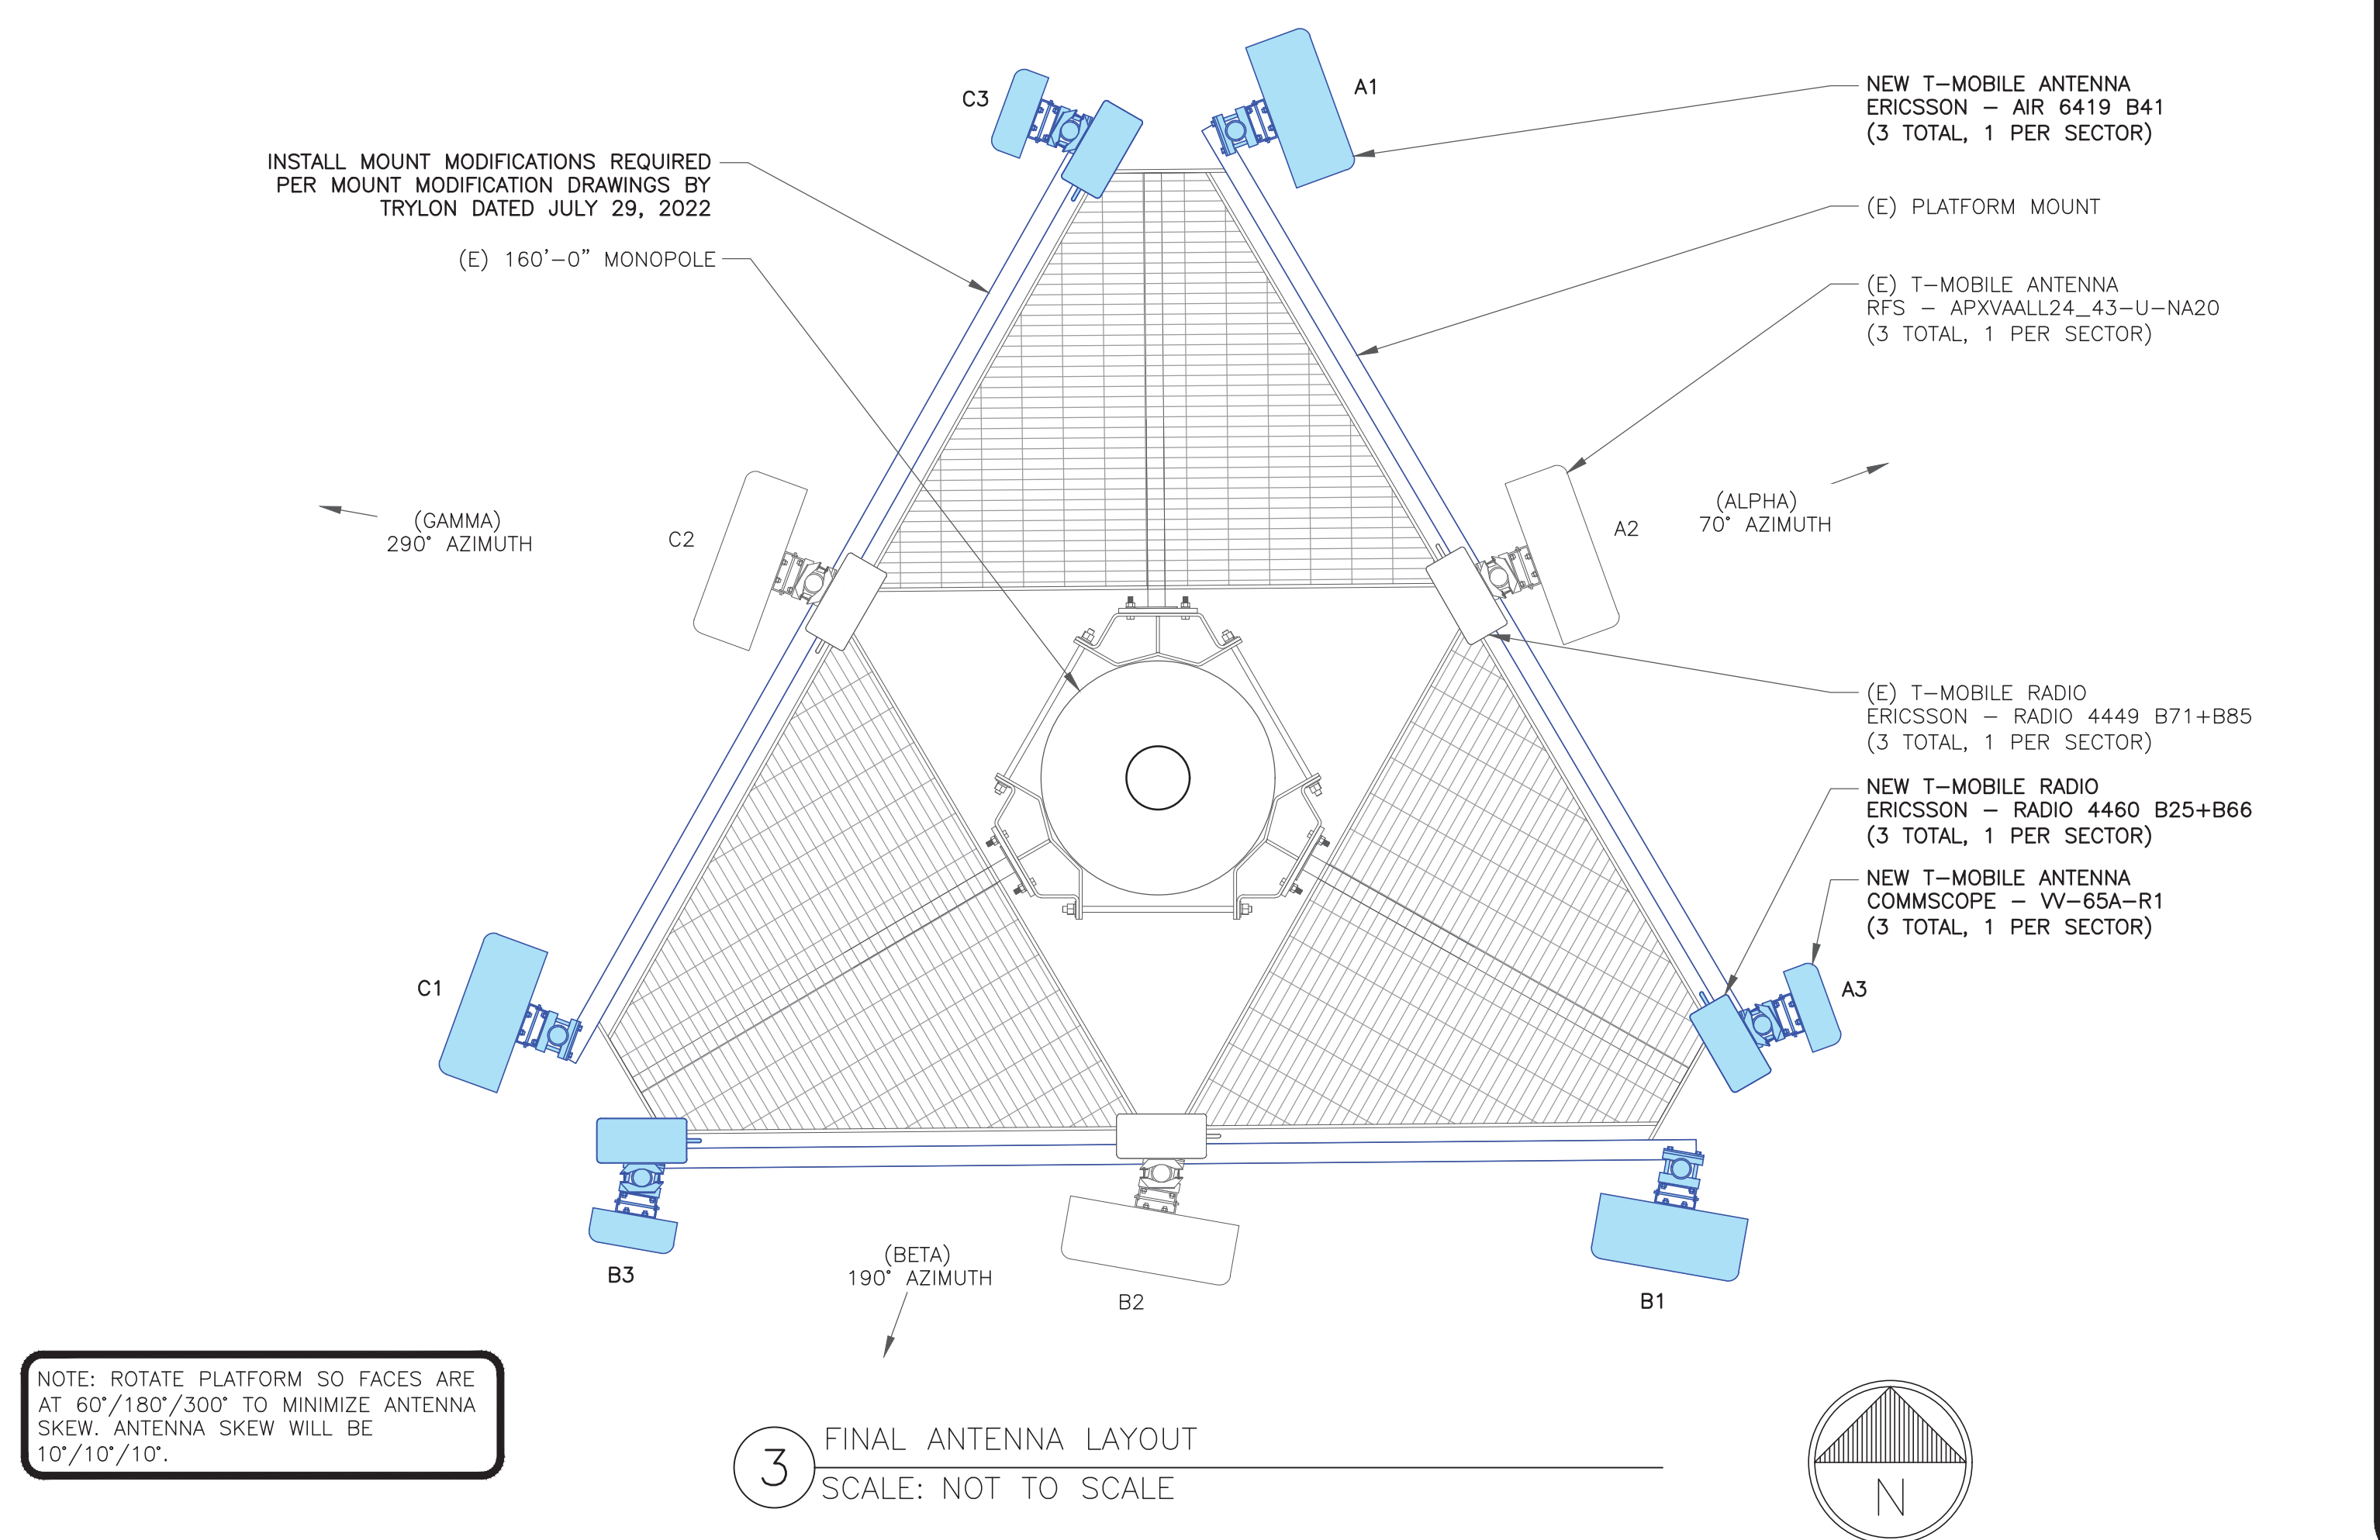 C3
A1
NEW T-MOBILE ANTENNA
ERICSSON - AIR 6419 B41
(3 TOTAL, 1 PER SECTOR)
INSTALL MOUNT MODIFICATIONS REQUIRED
PER MOUNT MODIFICATION DRAWINGS BY
TRYLON DATED JULY 29, 2022
(E) PLATFORM MOUNT
(E) 160'-0" MONOPOLE
(E) T-MOBILE ANTENNA
RFS - APXVAALL24_43-U-NA20
(3 TOTAL, 1 PER SECTOR)
(GAMMA)
290° AZIMUTH
C2
A2
(ALPHA)
70° AZIMUTH
(E) T-MOBILE RADIO
ERICSSON - RADIO 4449 B71+B85
(3 TOTAL, 1 PER SECTOR)
NEW T-MOBILE RADIO
ERICSSON - RADIO 4460 B25+B66
(3 TOTAL, 1 PER SECTOR)
NEW T-MOBILE ANTENNA
COMMSCOPE - VV-65A-R1
(3 TOTAL, 1 PER SECTOR)
C1
A3
B3
(BETA)
190° AZIMUTH
B2
B1
NOTE: ROTATE PLATFORM SO FACES ARE
AT 60°/180°/300° TO MINIMIZE ANTENNA
SKEW. ANTENNA SKEW WILL BE
10°/10°/10°.
3
FINAL ANTENNA LAYOUT
SCALE: NOT TO SCALE
N